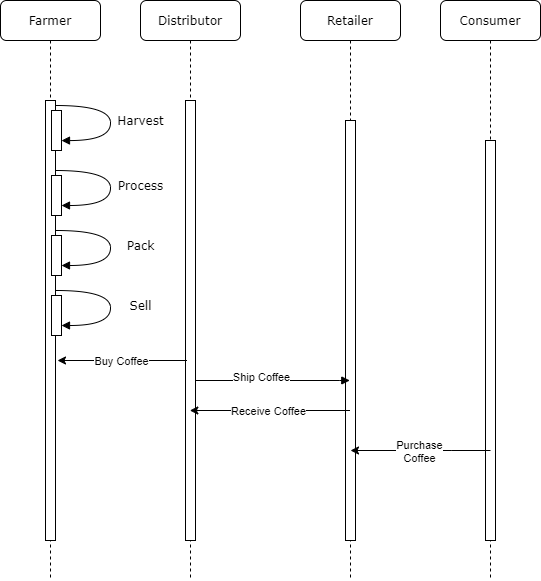 Farmer
Distributor
Retailer
Consumer
Harvest
Process
Pack
Sell
Buy Coffee
Ship Coffee
Receive Coffee
Purchase
Coffee